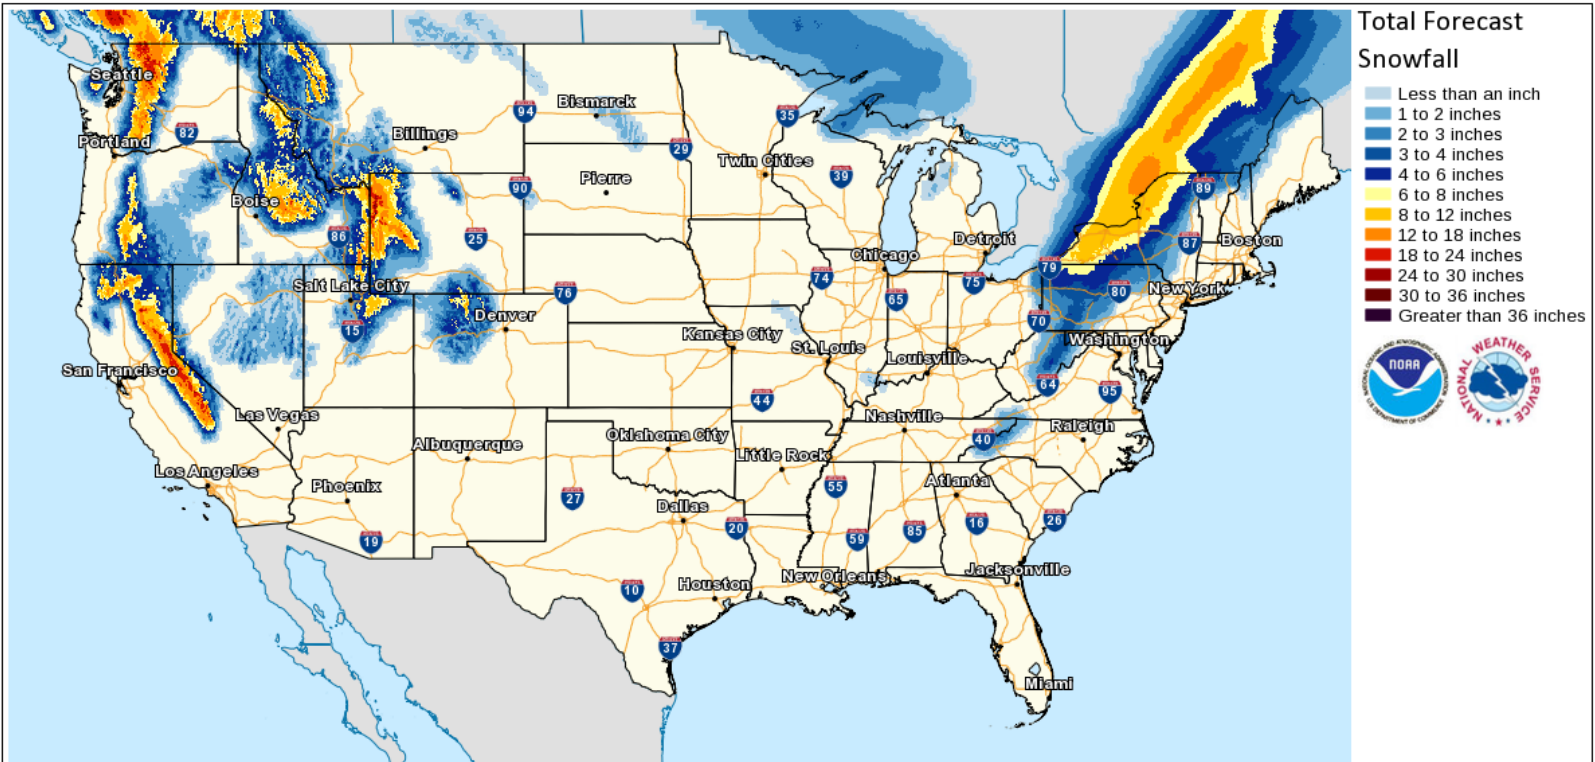 Total Forecast
Snowfall
Less than an inch
1 to 2 inches
2 to 3 inches
3 to 4 inches
4 to 6 inches
6 to 8 inches
8 to 12 inches
12 to 18 inches
18 to 24 inches
24 to 30 inches
30 to 36 inches
Greater than 36 inches
NOAA
NATIONAL WEATHER SERVICE
Seattle
Portland
82
Billings
94
Bismarck
35
29
Twin Cities
39
Pierre
90
Boise
86
25
89
87
Boston
Detroit
79
Chicago
74
65
75
80
New York
Salt Lake City
76
15
Denver
70
Washington
Kansas City
St. Louis
Louisville
64
95
San Francisco
44
Las Vegas
Nashville
40
Raleigh
Albuquerque
Oklahoma City
Little Rock
Los Angeles
Phoenix
27
55
Atlanta
Dallas
20
59
85
16
26
19
10
Houston
New Orleans
Jacksonville
37
Miami